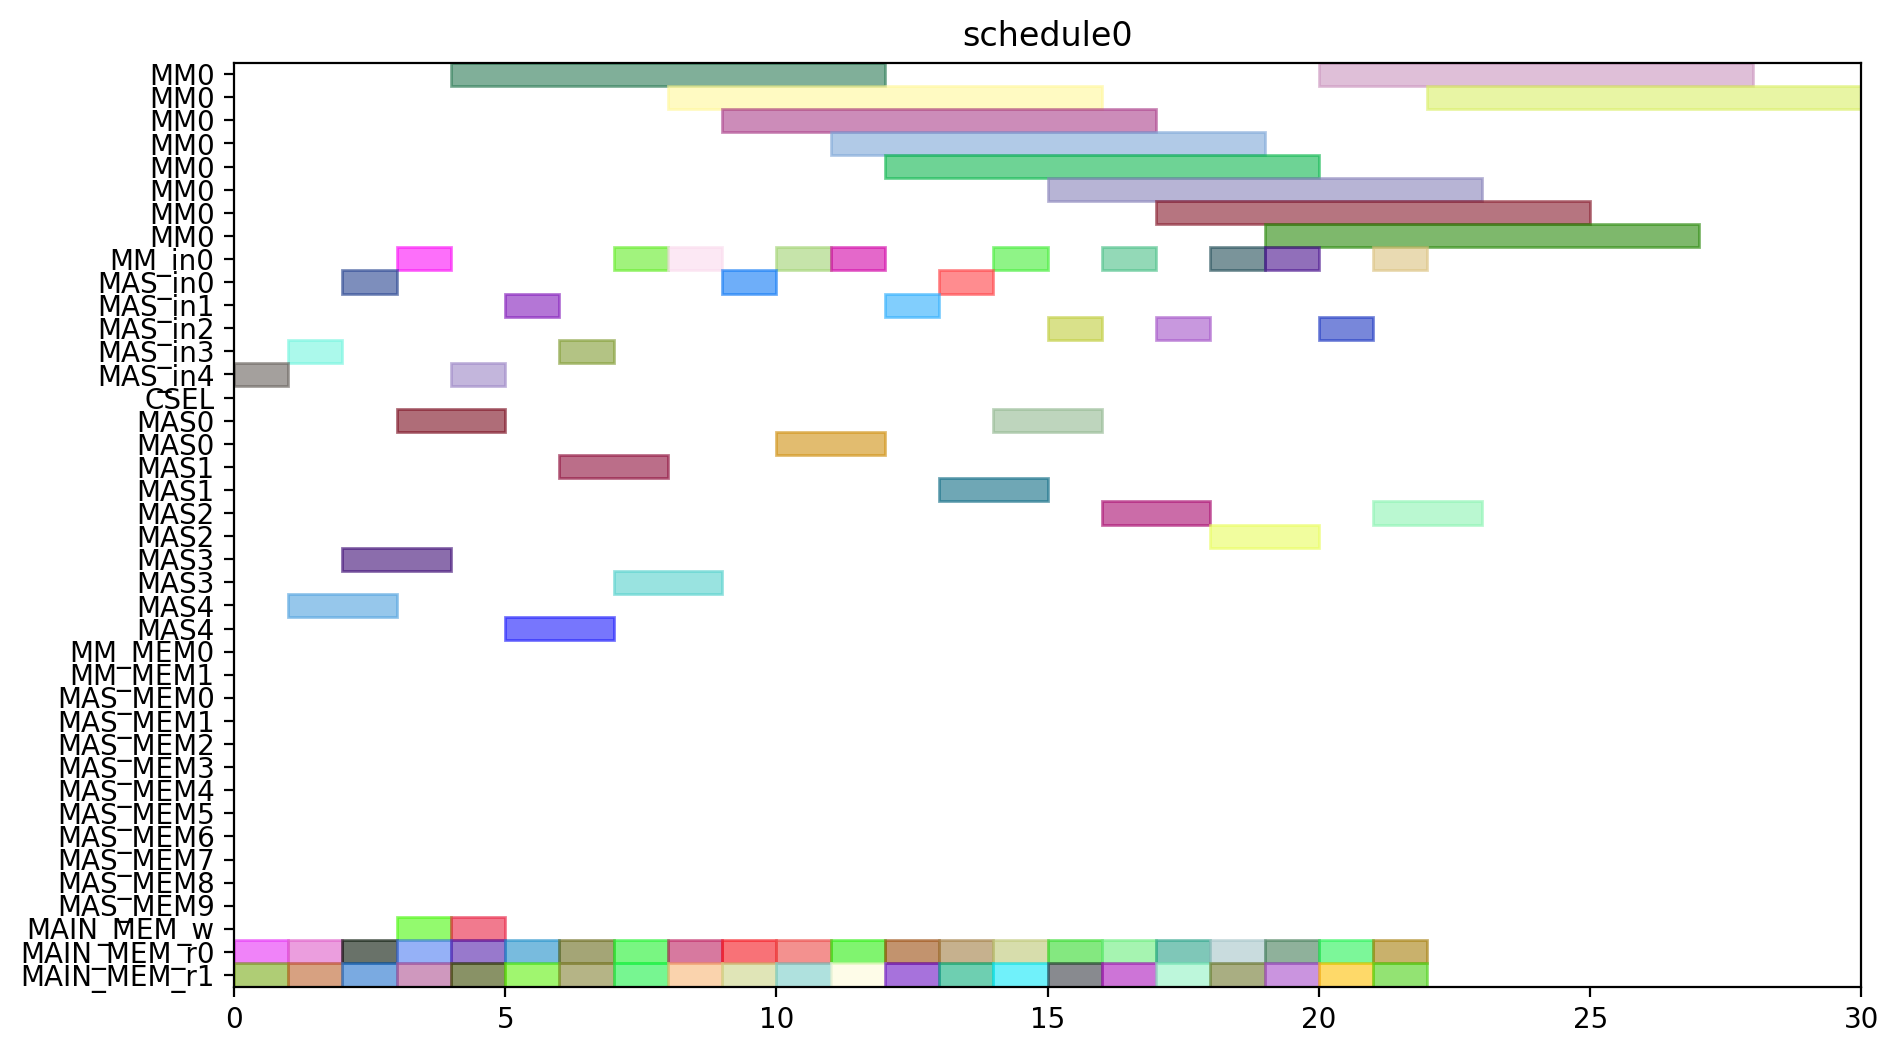 schedule0
MM0
MM0
MM0
MM0
MM0
MM0
MM0
MM0
MM_in0
MAS_in0
MAS_in1
MAS_in2
MAS_in3
MAS_in4
CSEL
MAS0
MAS0
MAS1
MAS1
MAS2
MAS2
MAS3
MAS3
MAS4
MAS4
MM_MEM0
MM_MEM1
MAS_MEM0
MAS_MEM1
MAS_MEM2
MAS_MEM3
MAS_MEM4
MAS_MEM5
MAS_MEM6
MAS_MEM7
MAS_MEM8
MAS_MEM9
MAIN_MEM_w
MAIN_MEM_r0
MAIN_MEM_r1
0 5 10 15 20 25 30